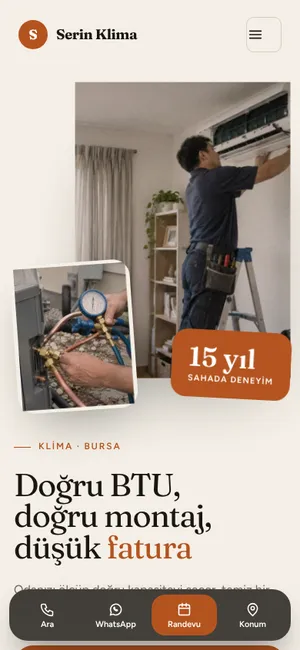 S Serin Klima
15 yıl
SAHADA DENEYİM
KLİMA · BURSA
Doğru BTU,
doğru montaj,
düşük fatura
Ara WhatsApp Randevu Konum